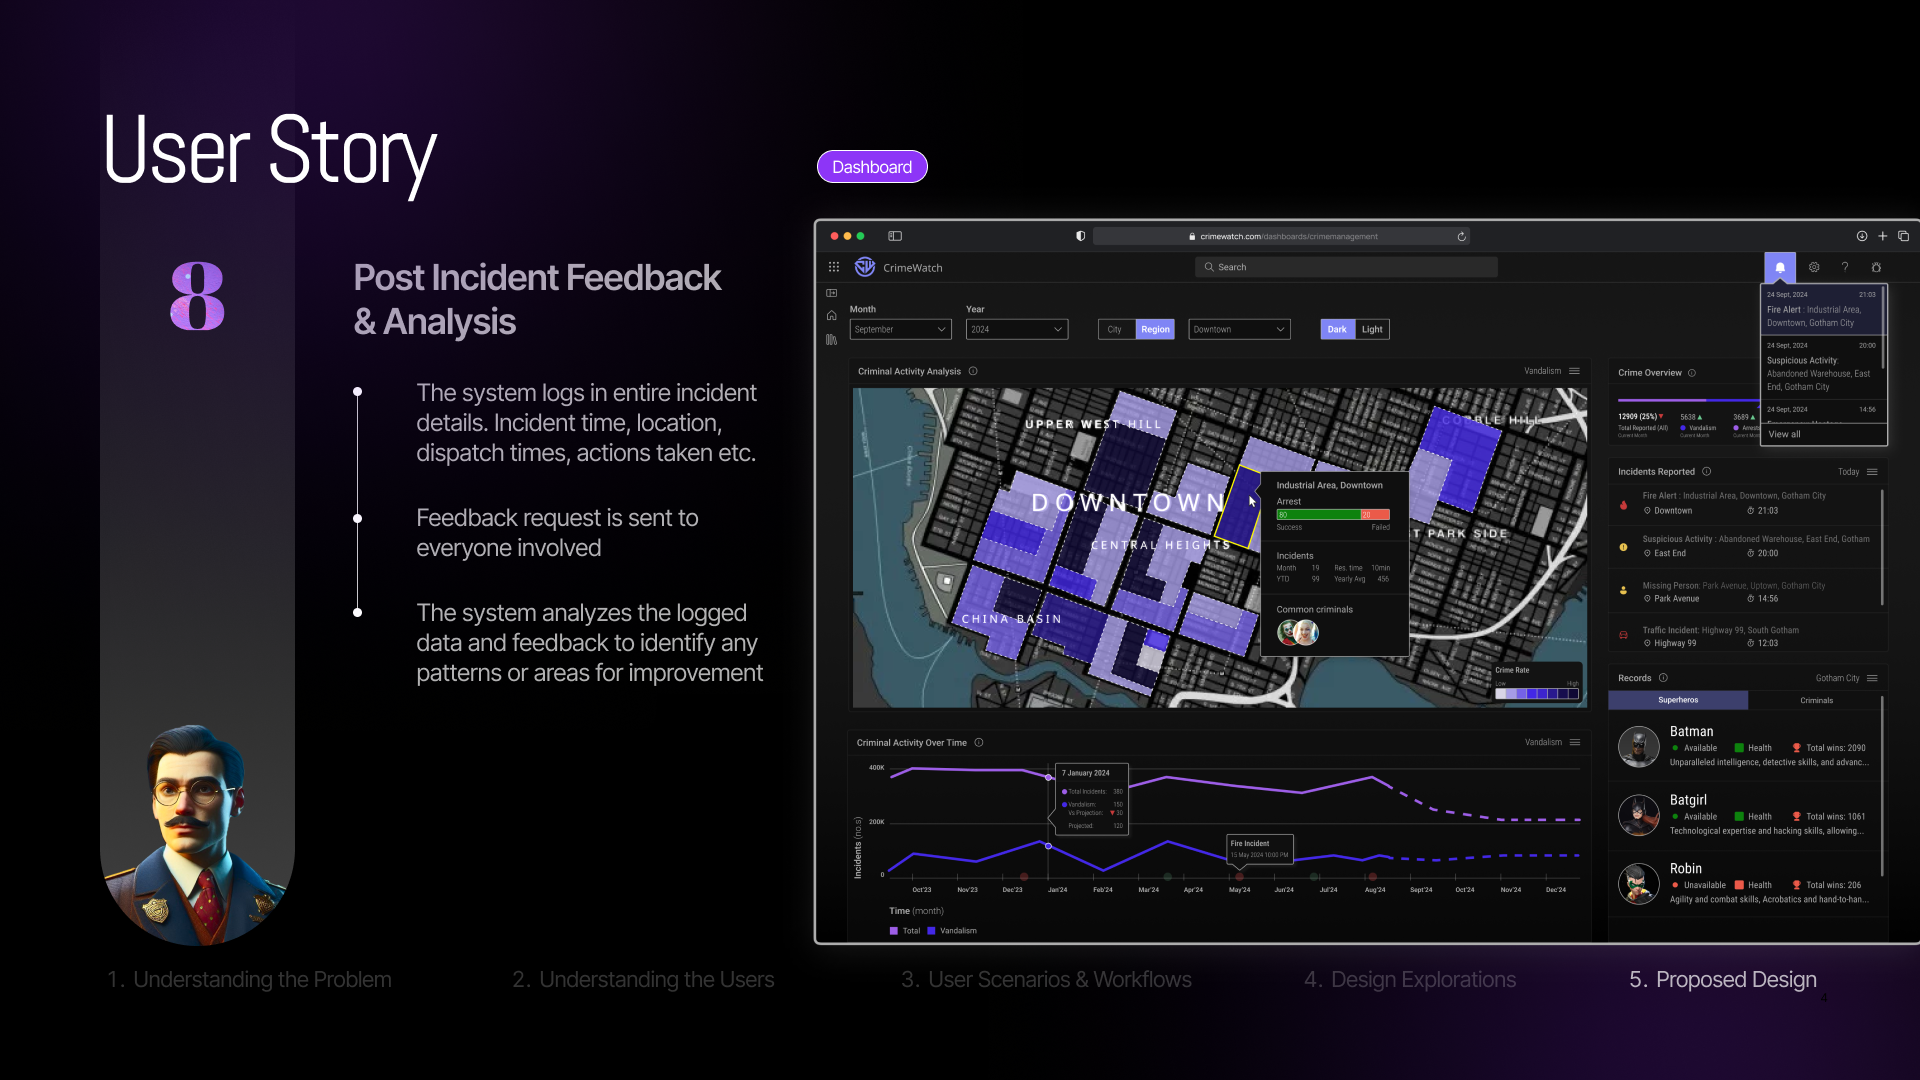 User Story
8
Post Incident Feedback
& Analysis
The system logs in entire incident
details. Incident time, location,
dispatch times, actions taken etc.
Feedback request is sent to
everyone involved
The system analyzes the logged
data and feedback to identify any
patterns or areas for improvement
Dashboard
crimewatch.com/dashboards/crimemanagement
CrimeWatch
Search
Month
Year
September
2024
City
Region
Downtown
Dark
Light
24 Sept, 2024
21:03
Fire Alert : Industrial Area,
Downtown, Gotham City
24 Sept, 2024
20:00
Suspicious Activity:
Abandoned Warehouse, East
End, Gotham City
24 Sept, 2024
14:56
View all
Criminal Activity Analysis
Vandalism
UPPER WEST HILL
DOWNTOWN
CENTRAL HEIGHTS
CHINA BASIN
T PARK SIDE
Industrial Area, Downtown
Arrest
80
20
Success
Failed
Incidents
Month 19 Res. time 10min
YTD 99 Yearly Avg 456
Common criminals
Crime Rate
Low
High
Crime Overview
12909 (25%)
5638
3689
Total Reported (All)
Vandalism
Arrests
Current Month
Current Month
Incidents Reported
Today
Fire Alert : Industrial Area, Downtown, Gotham City
Downtown
21:03
Suspicious Activity : Abandoned Warehouse, East End, Gotham
East End
20:00
Missing Person: Park Avenue, Uptown, Gotham City
Park Avenue
14:56
Traffic Incident: Highway 99, South Gotham
Highway 99
12:03
Records
Gotham City
Superheros
Criminals
Batman
Available
Health
Total wins: 2090
Unparalleled intelligence, detective skills, and advanc...
Batgirl
Available
Health
Total wins: 1061
Technological expertise and hacking skills, allowing...
Robin
Unavailable
Health
Total wins: 206
Agility and combat skills, Acrobatics and hand-to-han...
Criminal Activity Over Time
Vandalism
Incidents (no.s)
400K
200K
0
7 January 2024
Total Incidents: 380
Vandalism: 150
Vs Projection: 30
Projected: 120
Fire Incident
15 May 2024 10:00 PM
Oct'23
Nov'23
Dec'23
Jan'24
Feb'24
Mar'24
Apr'24
May'24
Jun'24
Jul'24
Aug'24
Sept'24
Oct'24
Nov'24
Dec'24
Time (month)
Total
Vandalism
1. Understanding the Problem
2. Understanding the Users
3. User Scenarios & Workflows
4. Design Explorations
5. Proposed Design
4